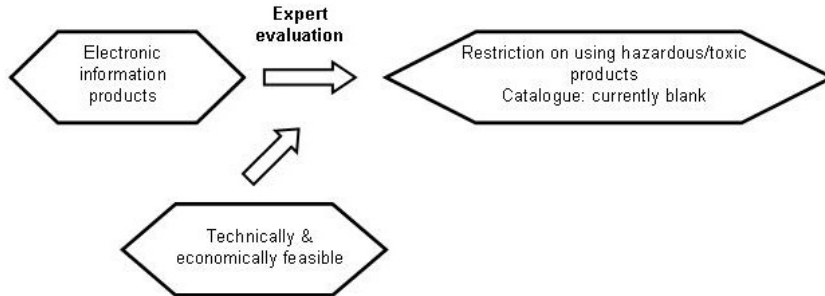 Expert
evaluation
Electronic
information
products
Restriction on using hazardous/toxic
products
Catalogue: currently blank
Technically &
economically feasible